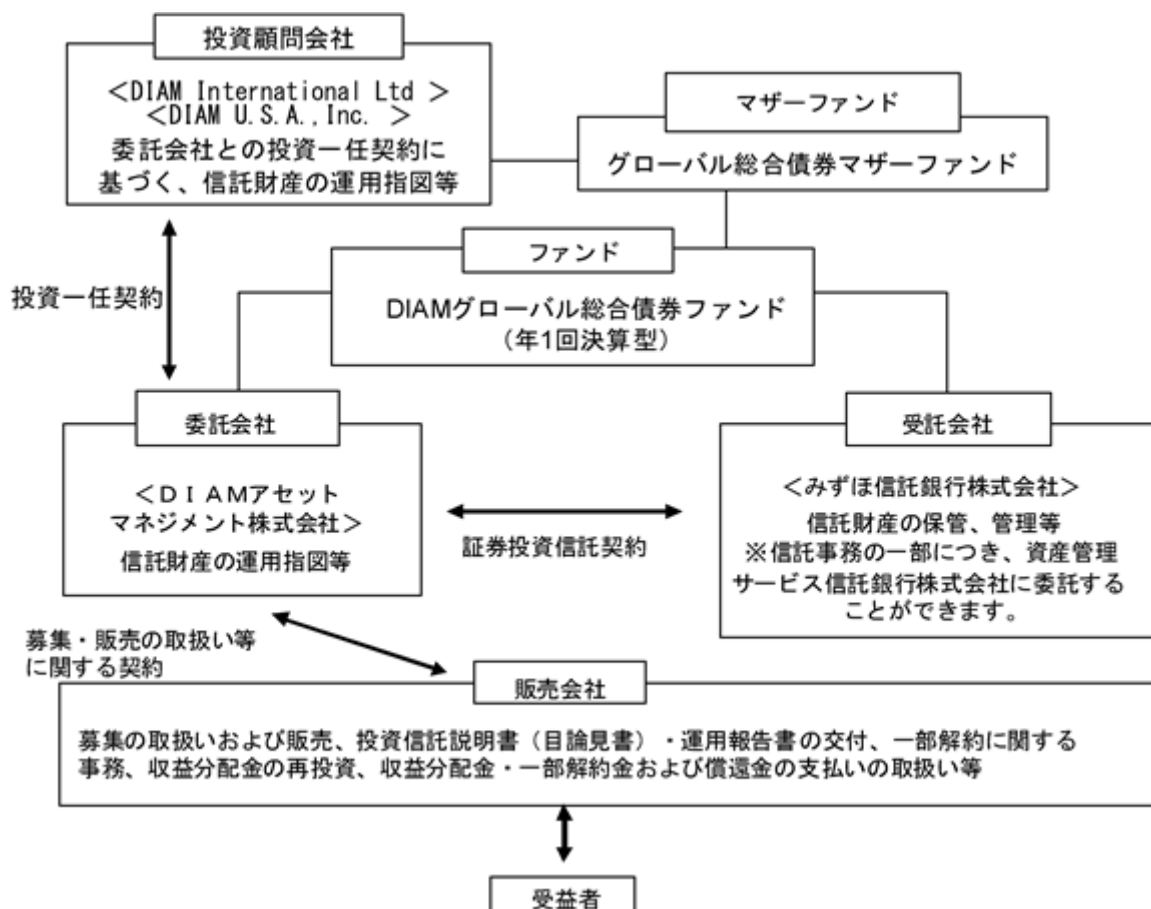 投資顧問会社
＜DIAM International Ltd ＞
＜DIAM U.S.A.,Inc. ＞
委託会社との投資一任契約に
基づく、信託財産の運用指図等
マザーファンド
グローバル総合債券マザーファンド
ファンド
DIAMグローバル総合債券ファンド
（年1回決算型）
投資一任契約
委託会社
＜ＤＩＡＭアセット
マネジメント株式会社＞
信託財産の運用指図等
証券投資信託契約
受託会社
＜みずほ信託銀行株式会社＞
信託財産の保管、管理等
※信託事務の一部につき、資産管理
サービス信託銀行株式会社に委託する
ことができます。
募集・販売の取扱い等
に関する契約
販売会社
募集の取扱いおよび販売、投資信託説明書（目論見書）・運用報告書の交付、一部解約に関する
事務、収益分配金の再投資、収益分配金・一部解約金および償還金の支払いの取扱い等
受益者